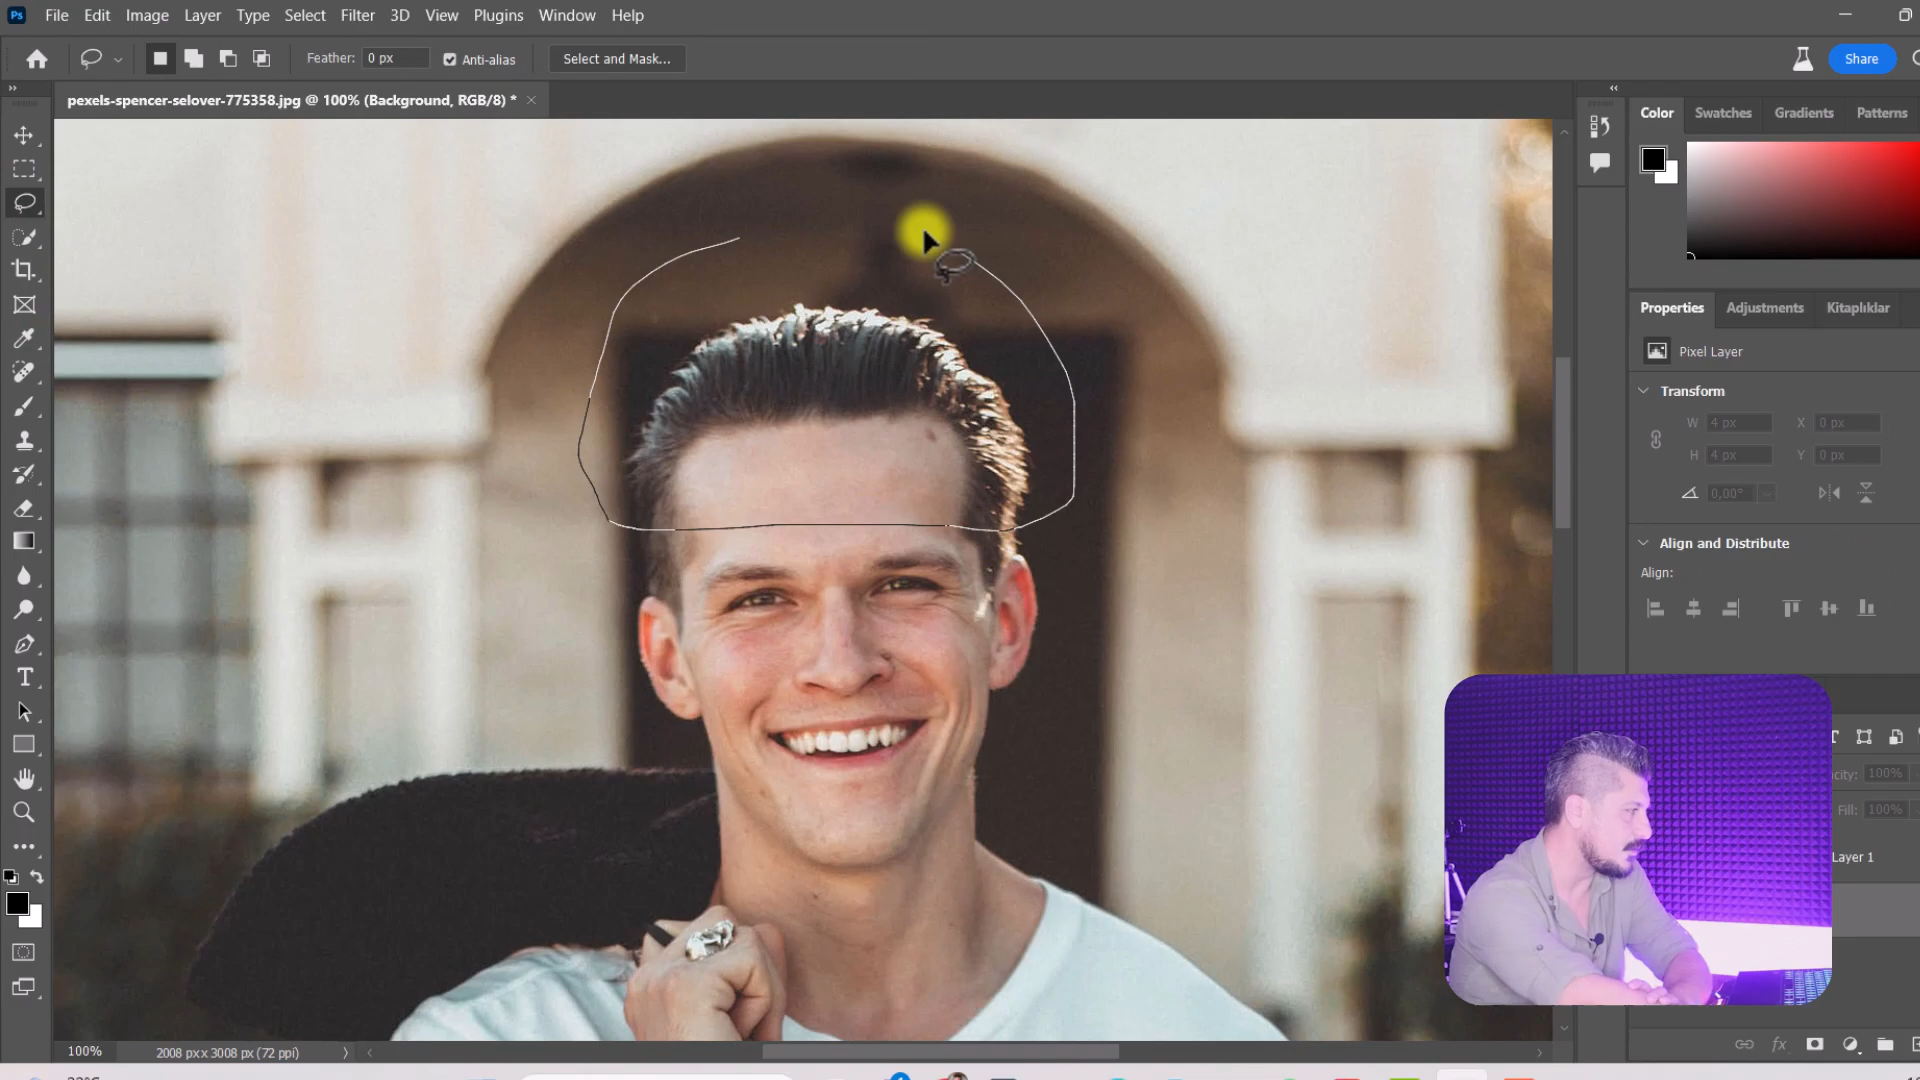 Ps File Edit Image Layer Type Select Filter 3D View Plugins Window Help
Feather: 0 px Anti-alias Select and Mask... Share
pexels-spencer-selover-775358.jpg @ 100% (Background, RGB/8) * ×
Color Swatches Gradients Patterns
Properties Adjustments Kitaplıklar
Pixel Layer
Transform
W 4 px X 0 px
H 4 px Y 0 px
0,00°
Align and Distribute
Align:
100%
Fill: 100%
Layer 1
fx
100% 2008 px x 3008 px (72 ppi)